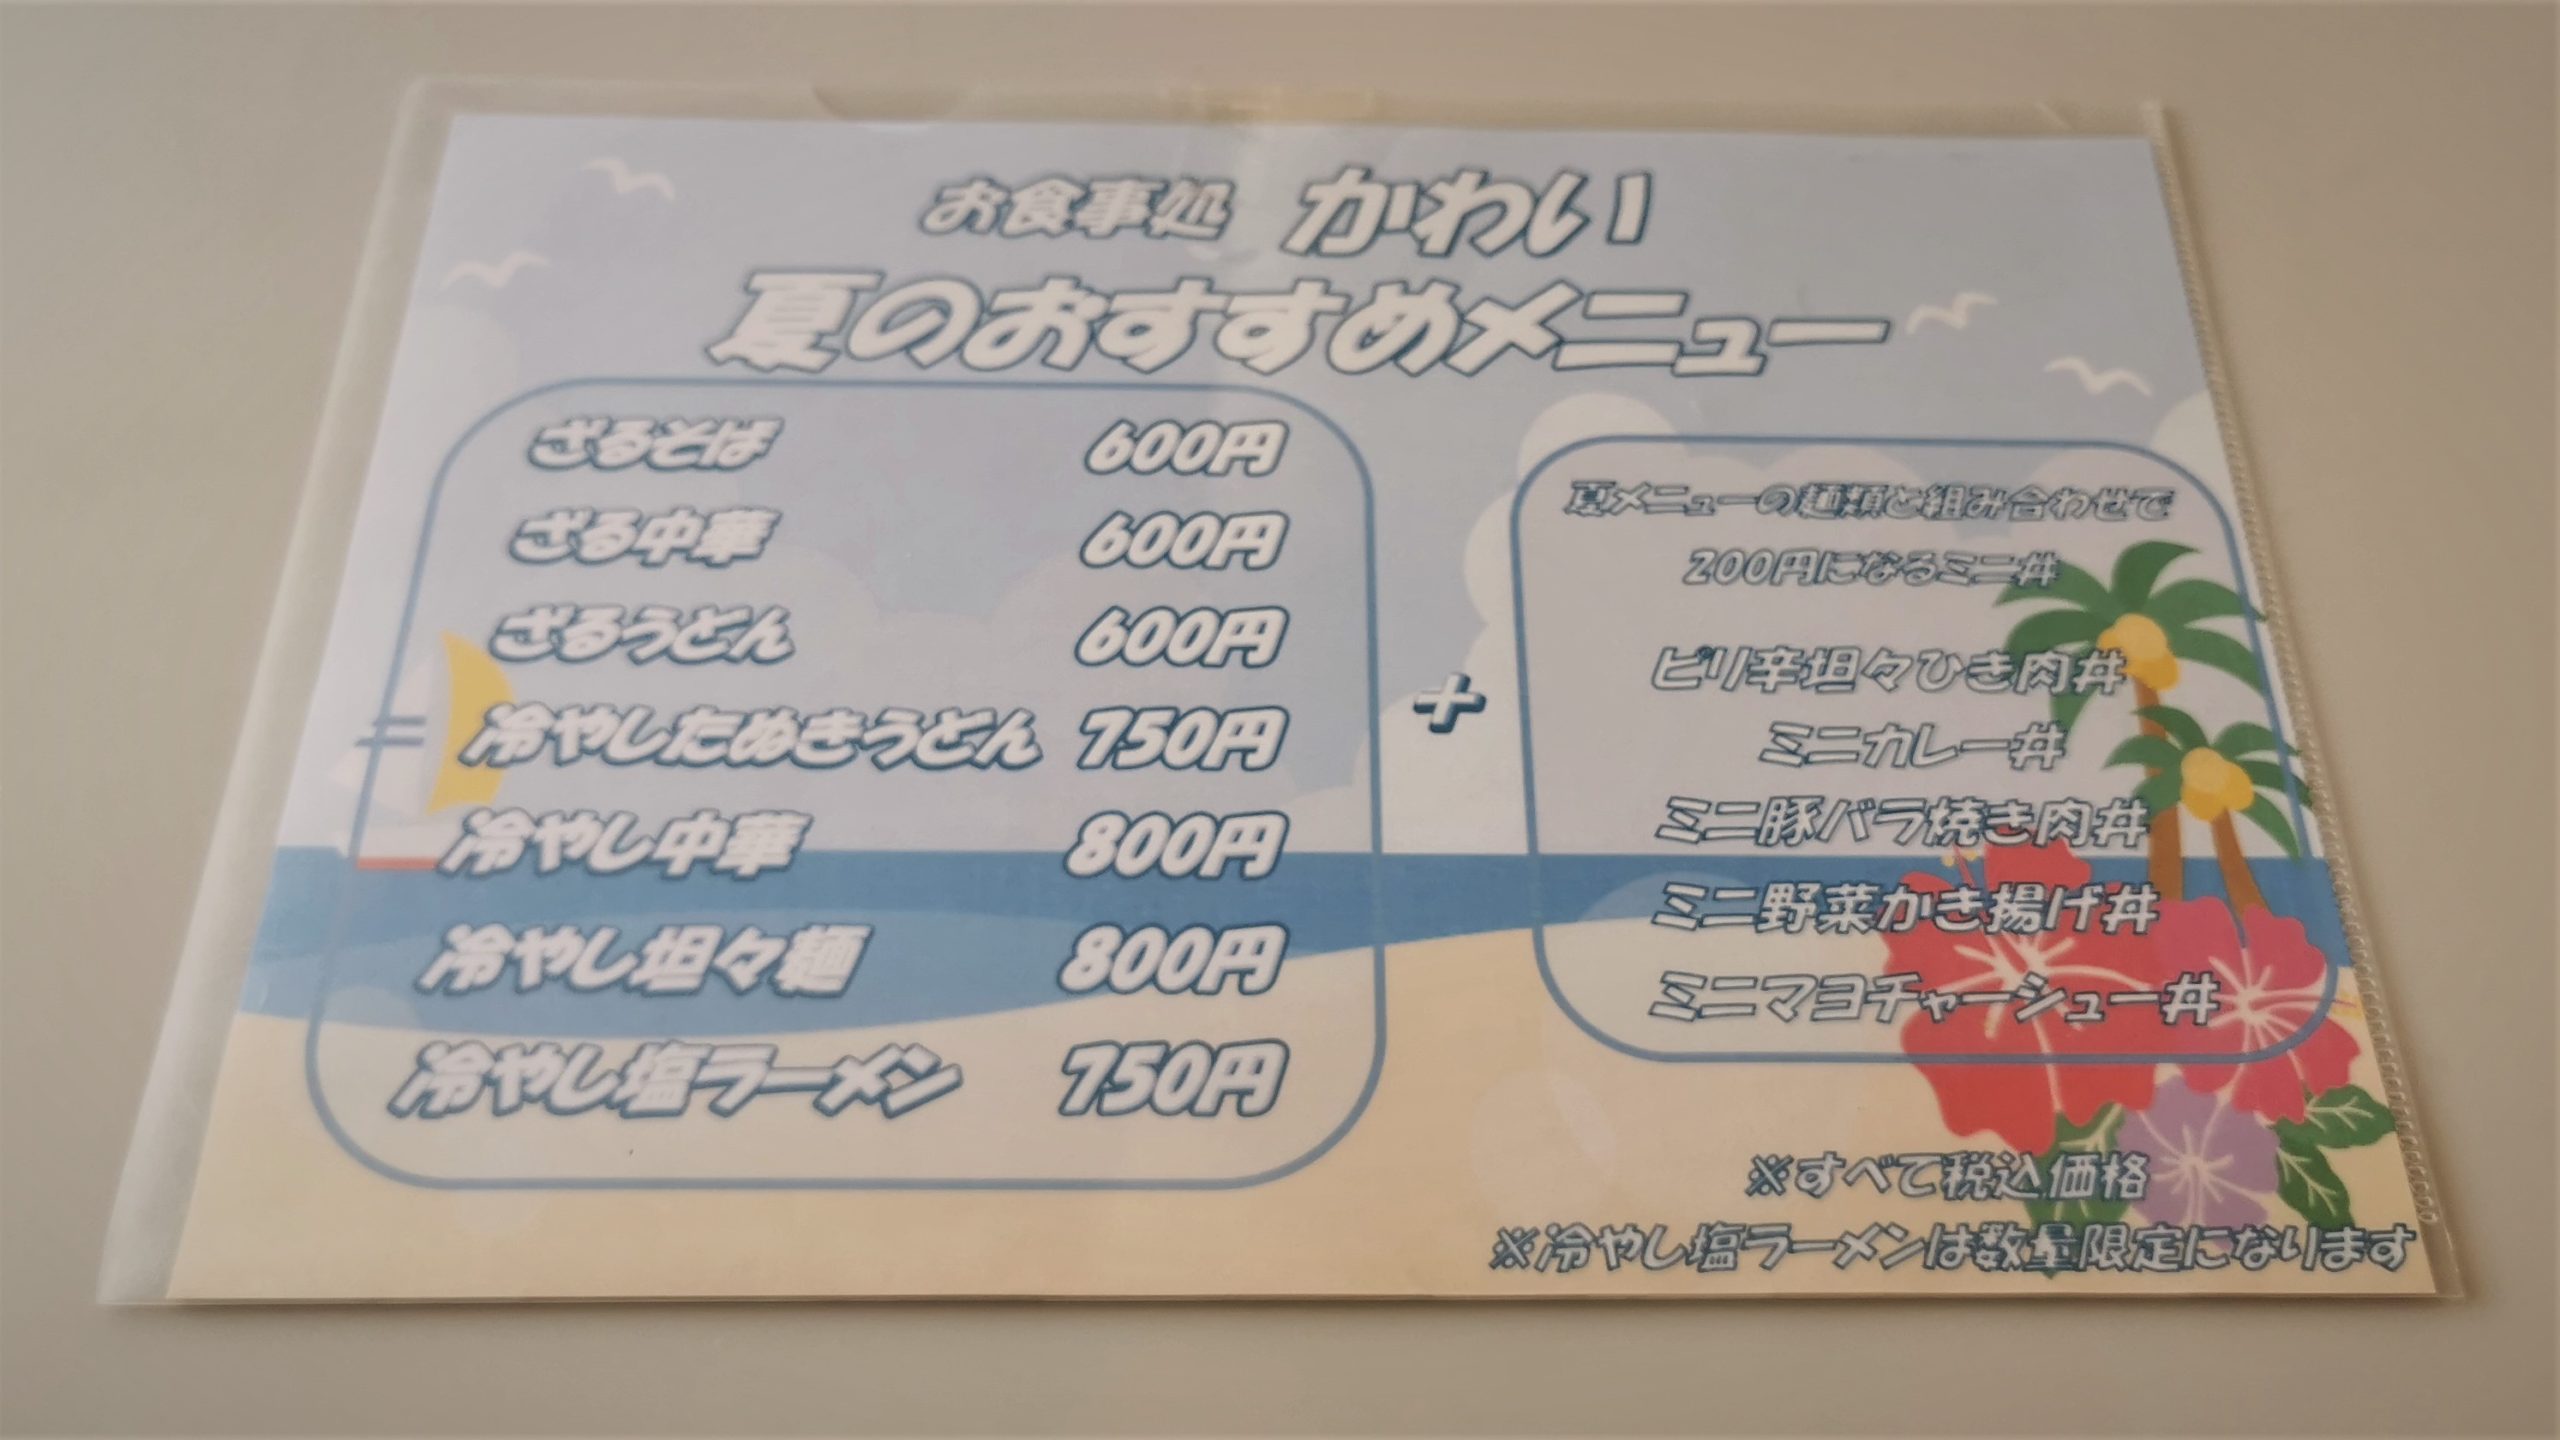 お食事処 かわい
夏のおすすめメニュー
ざるそば 600円
ざる中華 600円
ざるうどん 600円
冷やしたぬきうどん 750円
冷やし中華 800円
冷やし坦々麺 800円
冷やし塩ラーメン 750円
+
夏メニューの麺類と組み合わせで
200円になるミニ丼
ピリ辛坦々ひき肉丼
ミニカレー丼
ミニ豚バラ焼き肉丼
ミニ野菜かき揚げ丼
ミニマヨチャーシュー丼
※すべて税込価格
※冷やし塩ラーメンは数量限定になります